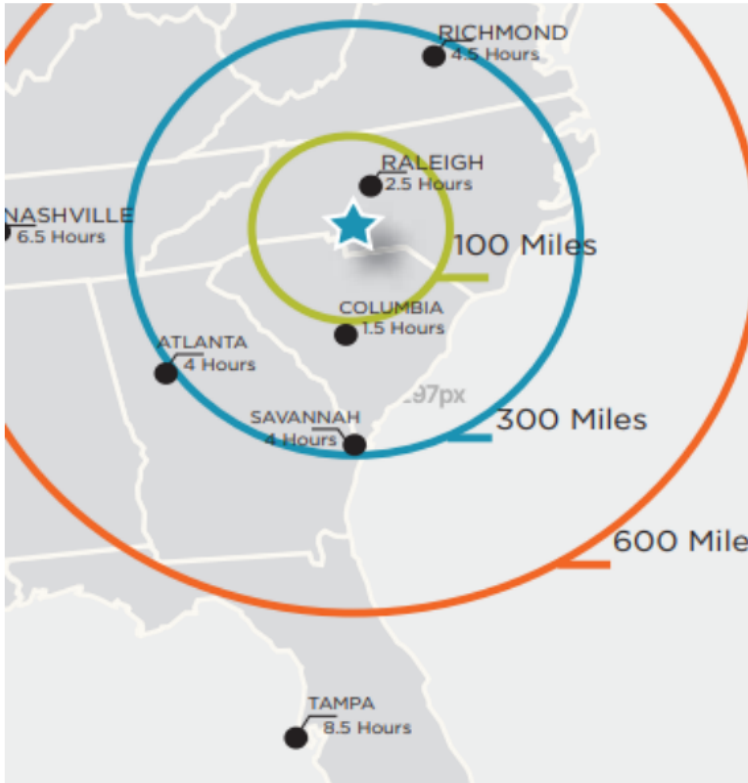 RICHMOND
4.5 Hours
RALEIGH
2.5 Hours
NASHVILLE
6.5 Hours
100 Miles
COLUMBIA
1.5 Hours
ATLANTA
4 Hours
297px
SAVANNAH
4 Hours
300 Miles
600 Mile
TAMPA
8.5 Hours